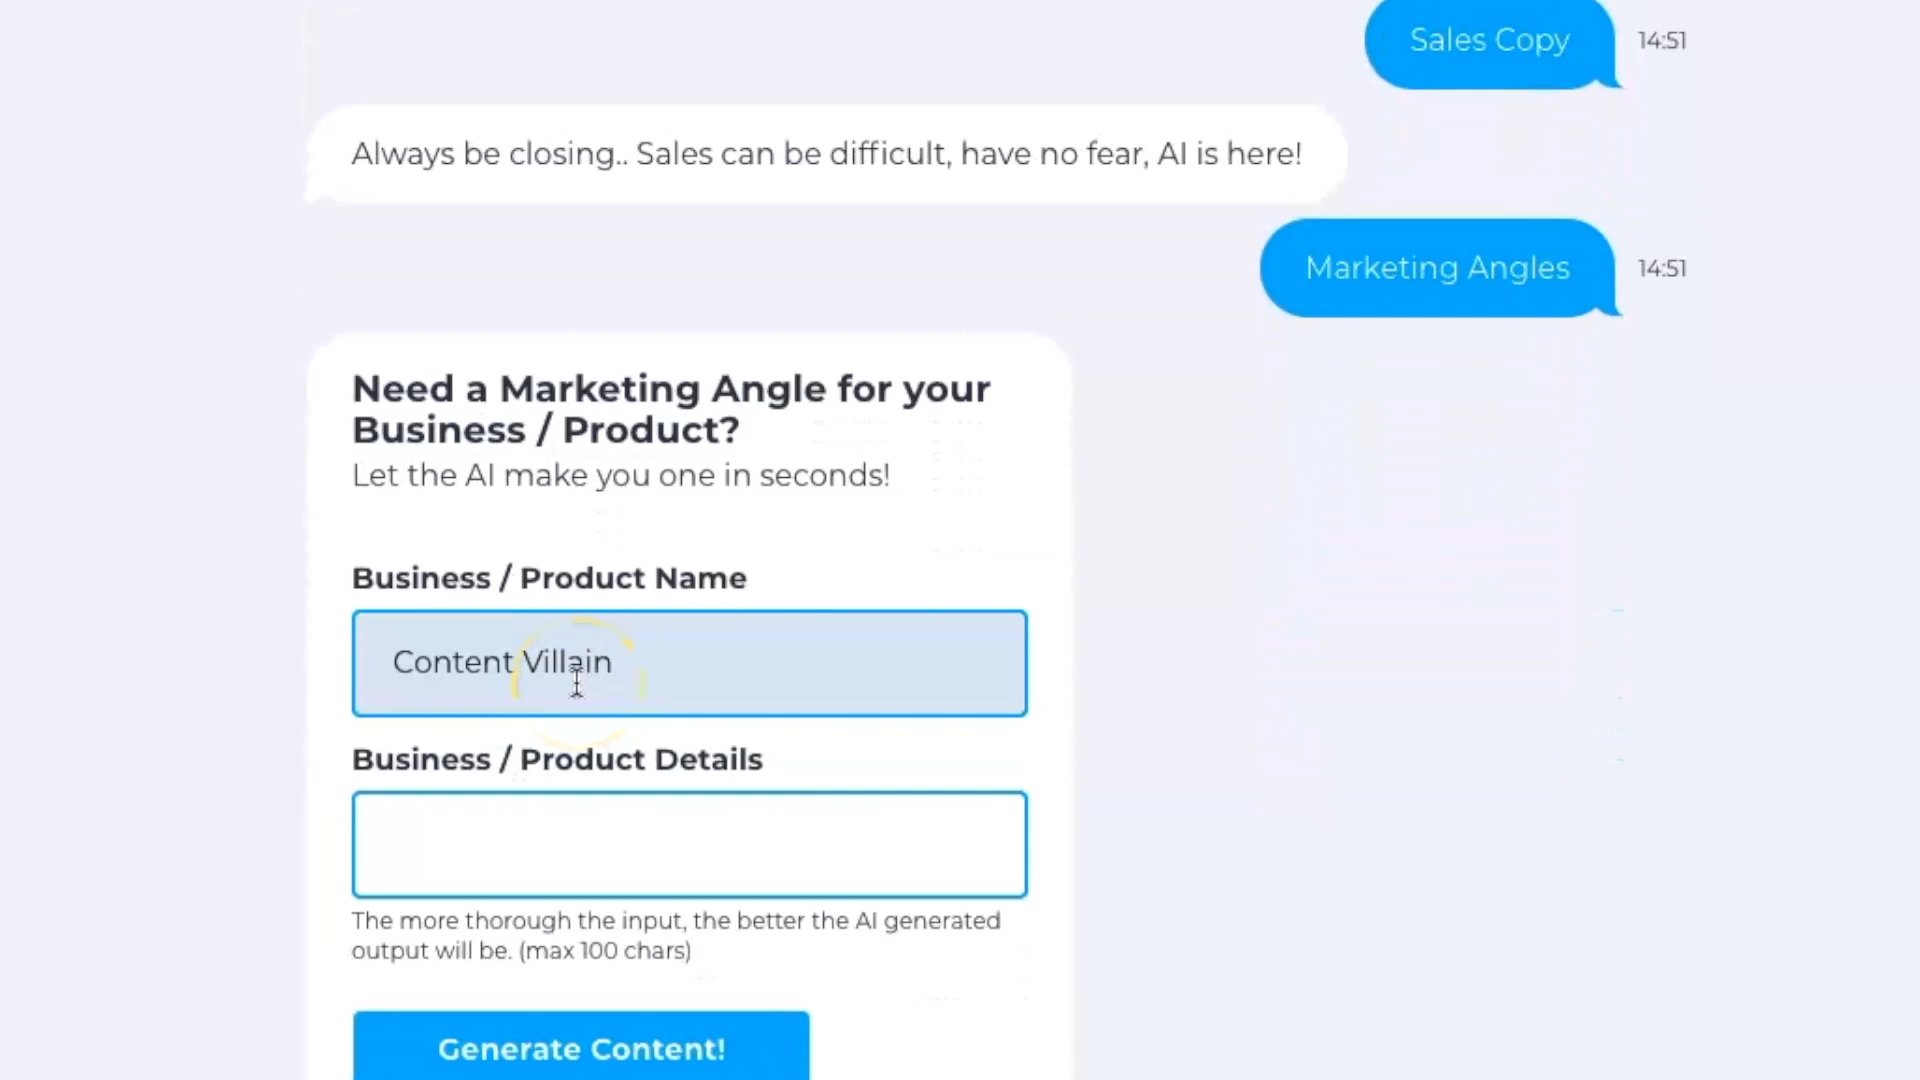 Sales Copy
14:51
Always be closing.. Sales can be difficult, have no fear, AI is here!
Marketing Angles
14:51
Need a Marketing Angle for your
Business / Product?
Let the AI make you one in seconds!
Business / Product Name
Content Villain
Business / Product Details
The more thorough the input, the better the AI generated
output will be. (max 100 chars)
Generate Content!